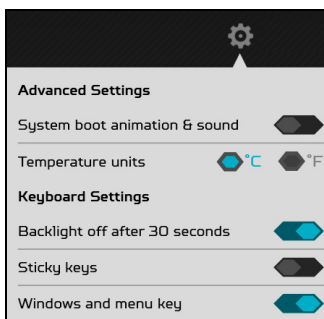 Advanced Settings
System boot animation & sound
Temperature units °C °F
Keyboard Settings
Backlight off after 30 seconds
Sticky keys
Windows and menu key